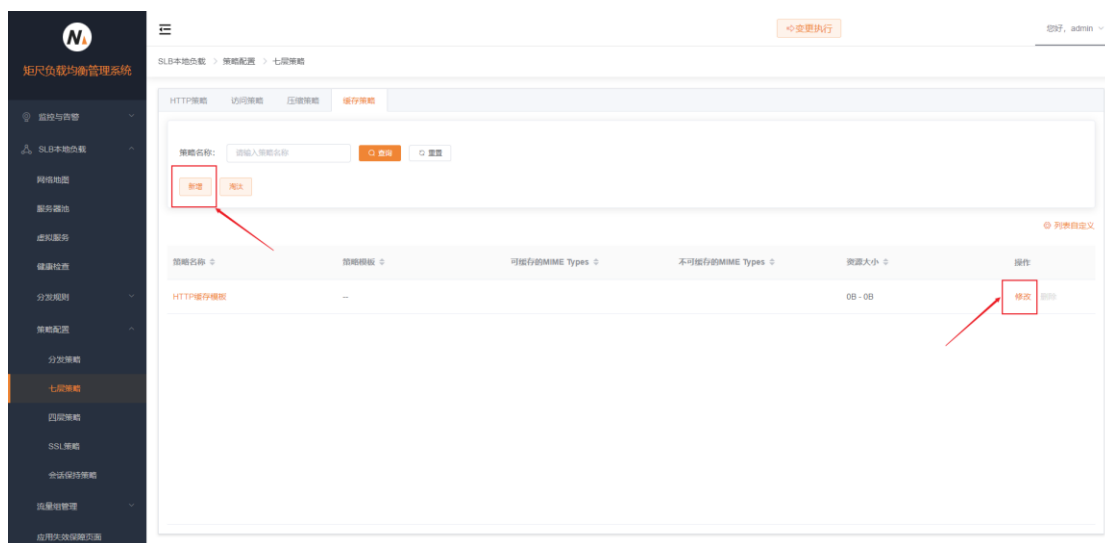 变更执行
您好，admin
矩尺负载均衡管理系统
SLB本地负载 > 策略配置 > 七层策略
HTTP策略 访问策略 压缩策略 缓存策略
监控与告警
SLB本地负载
策略名称： 请输入策略名称 查询 重置
网络地图
新增 淘汰
服务器池
列表自定义
虚拟服务
策略名称 策略模板 可缓存的MIME Types 不可缓存的MIME Types 资源大小 操作
健康检查
分发规则
HTTP缓存模板 -- 0B - 0B 修改 删除
策略配置
分发策略
七层策略
四层策略
SSL策略
会话保持策略
流量组管理
应用失效保障页面